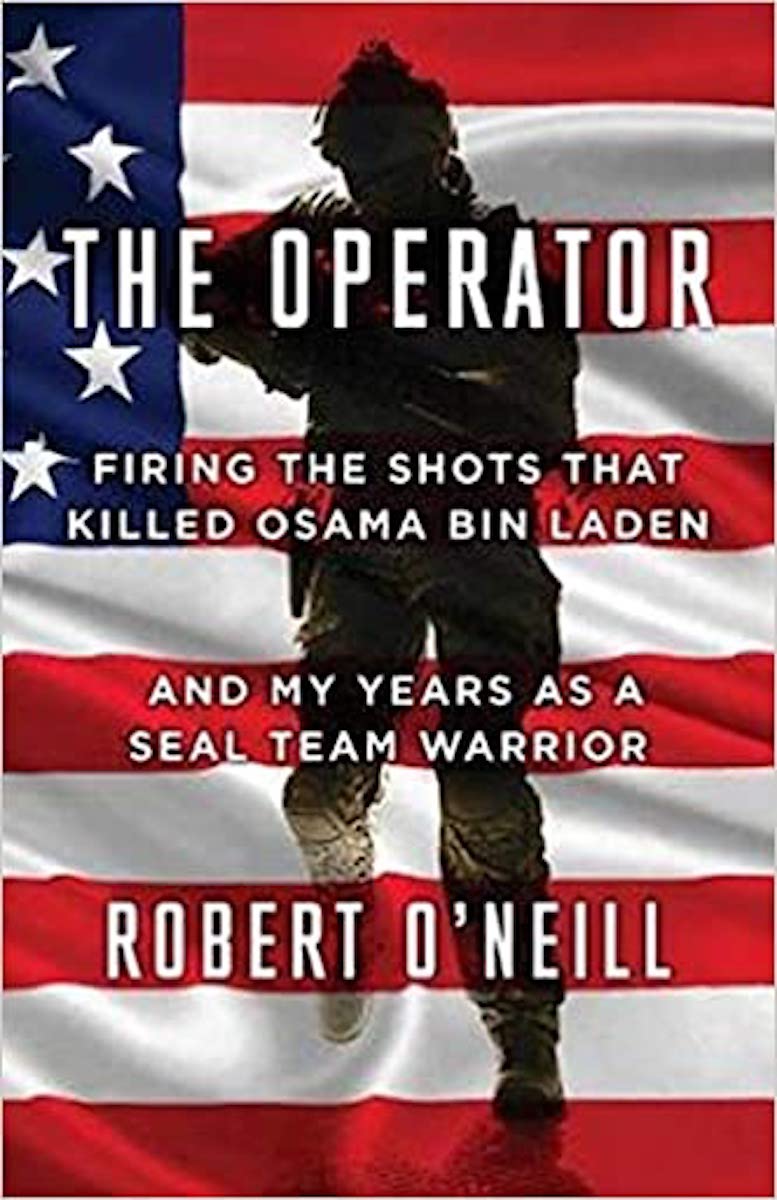 THE OPERATOR
FIRING THE SHOTS THAT
KILLED OSAMA BIN LADEN
AND MY YEARS AS A
SEAL TEAM WARRIOR
ROBERT O'NEILL